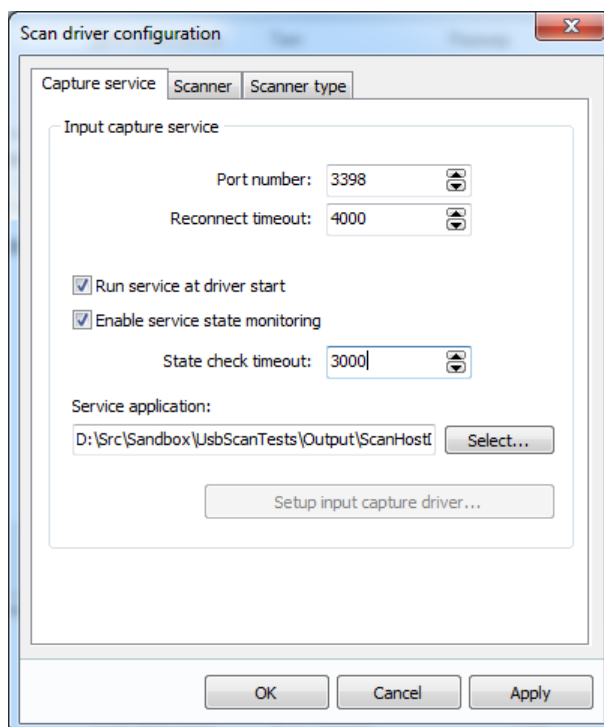 Scan driver configuration
Capture service Scanner Scanner type
Input capture service
Port number: 3398
Reconnect timeout: 4000
Run service at driver start
Enable service state monitoring
State check timeout: 3000
Service application:
D:\Src\Sandbox\UsbScanTests\Output\ScanHost Select...
Setup input capture driver...
OK Cancel Apply